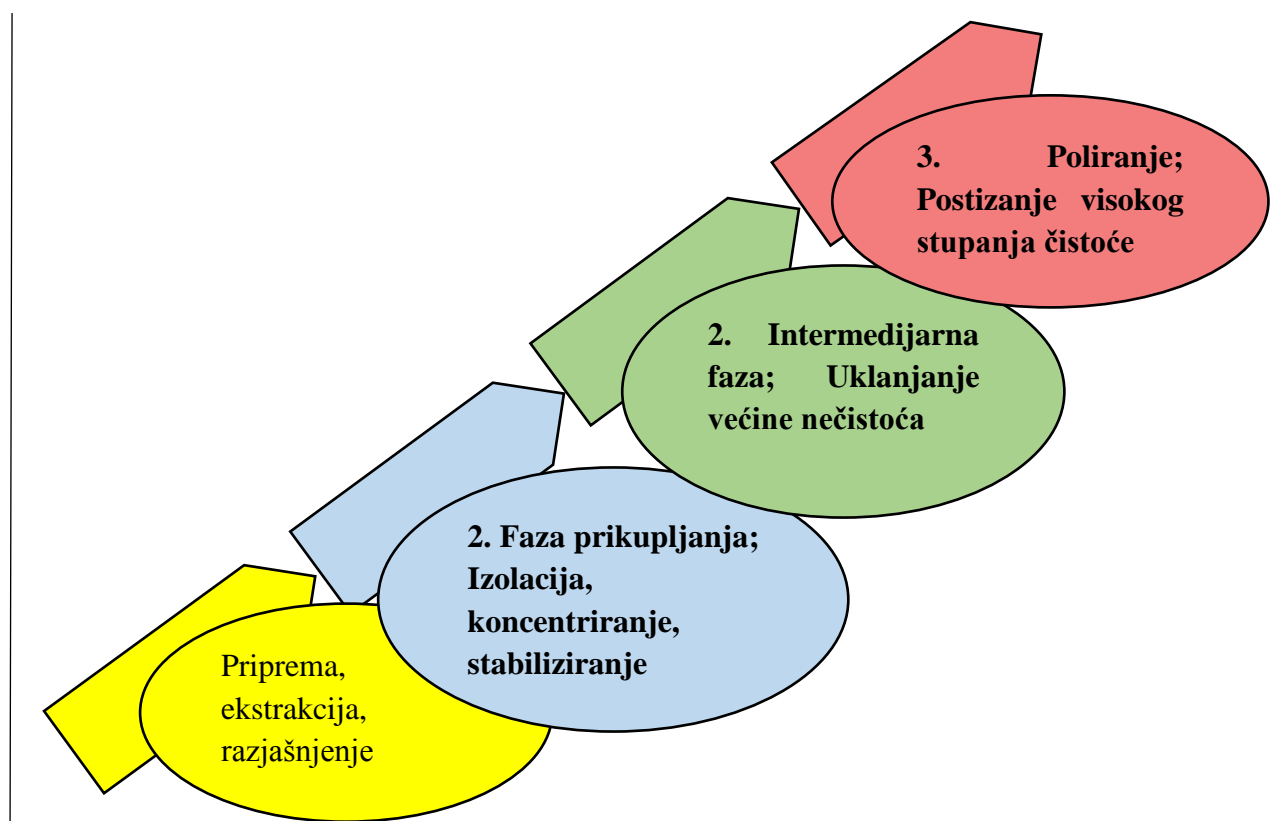 3. Poliranje;
Postizanje visokog
stupanja čistoće
2. Intermedijarna
faza; Uklanjanje
većine nečistoća
2. Faza prikupljanja;
Izolacija,
koncentriranje,
stabiliziranje
Priprema,
ekstrakcija,
razjašnjenje